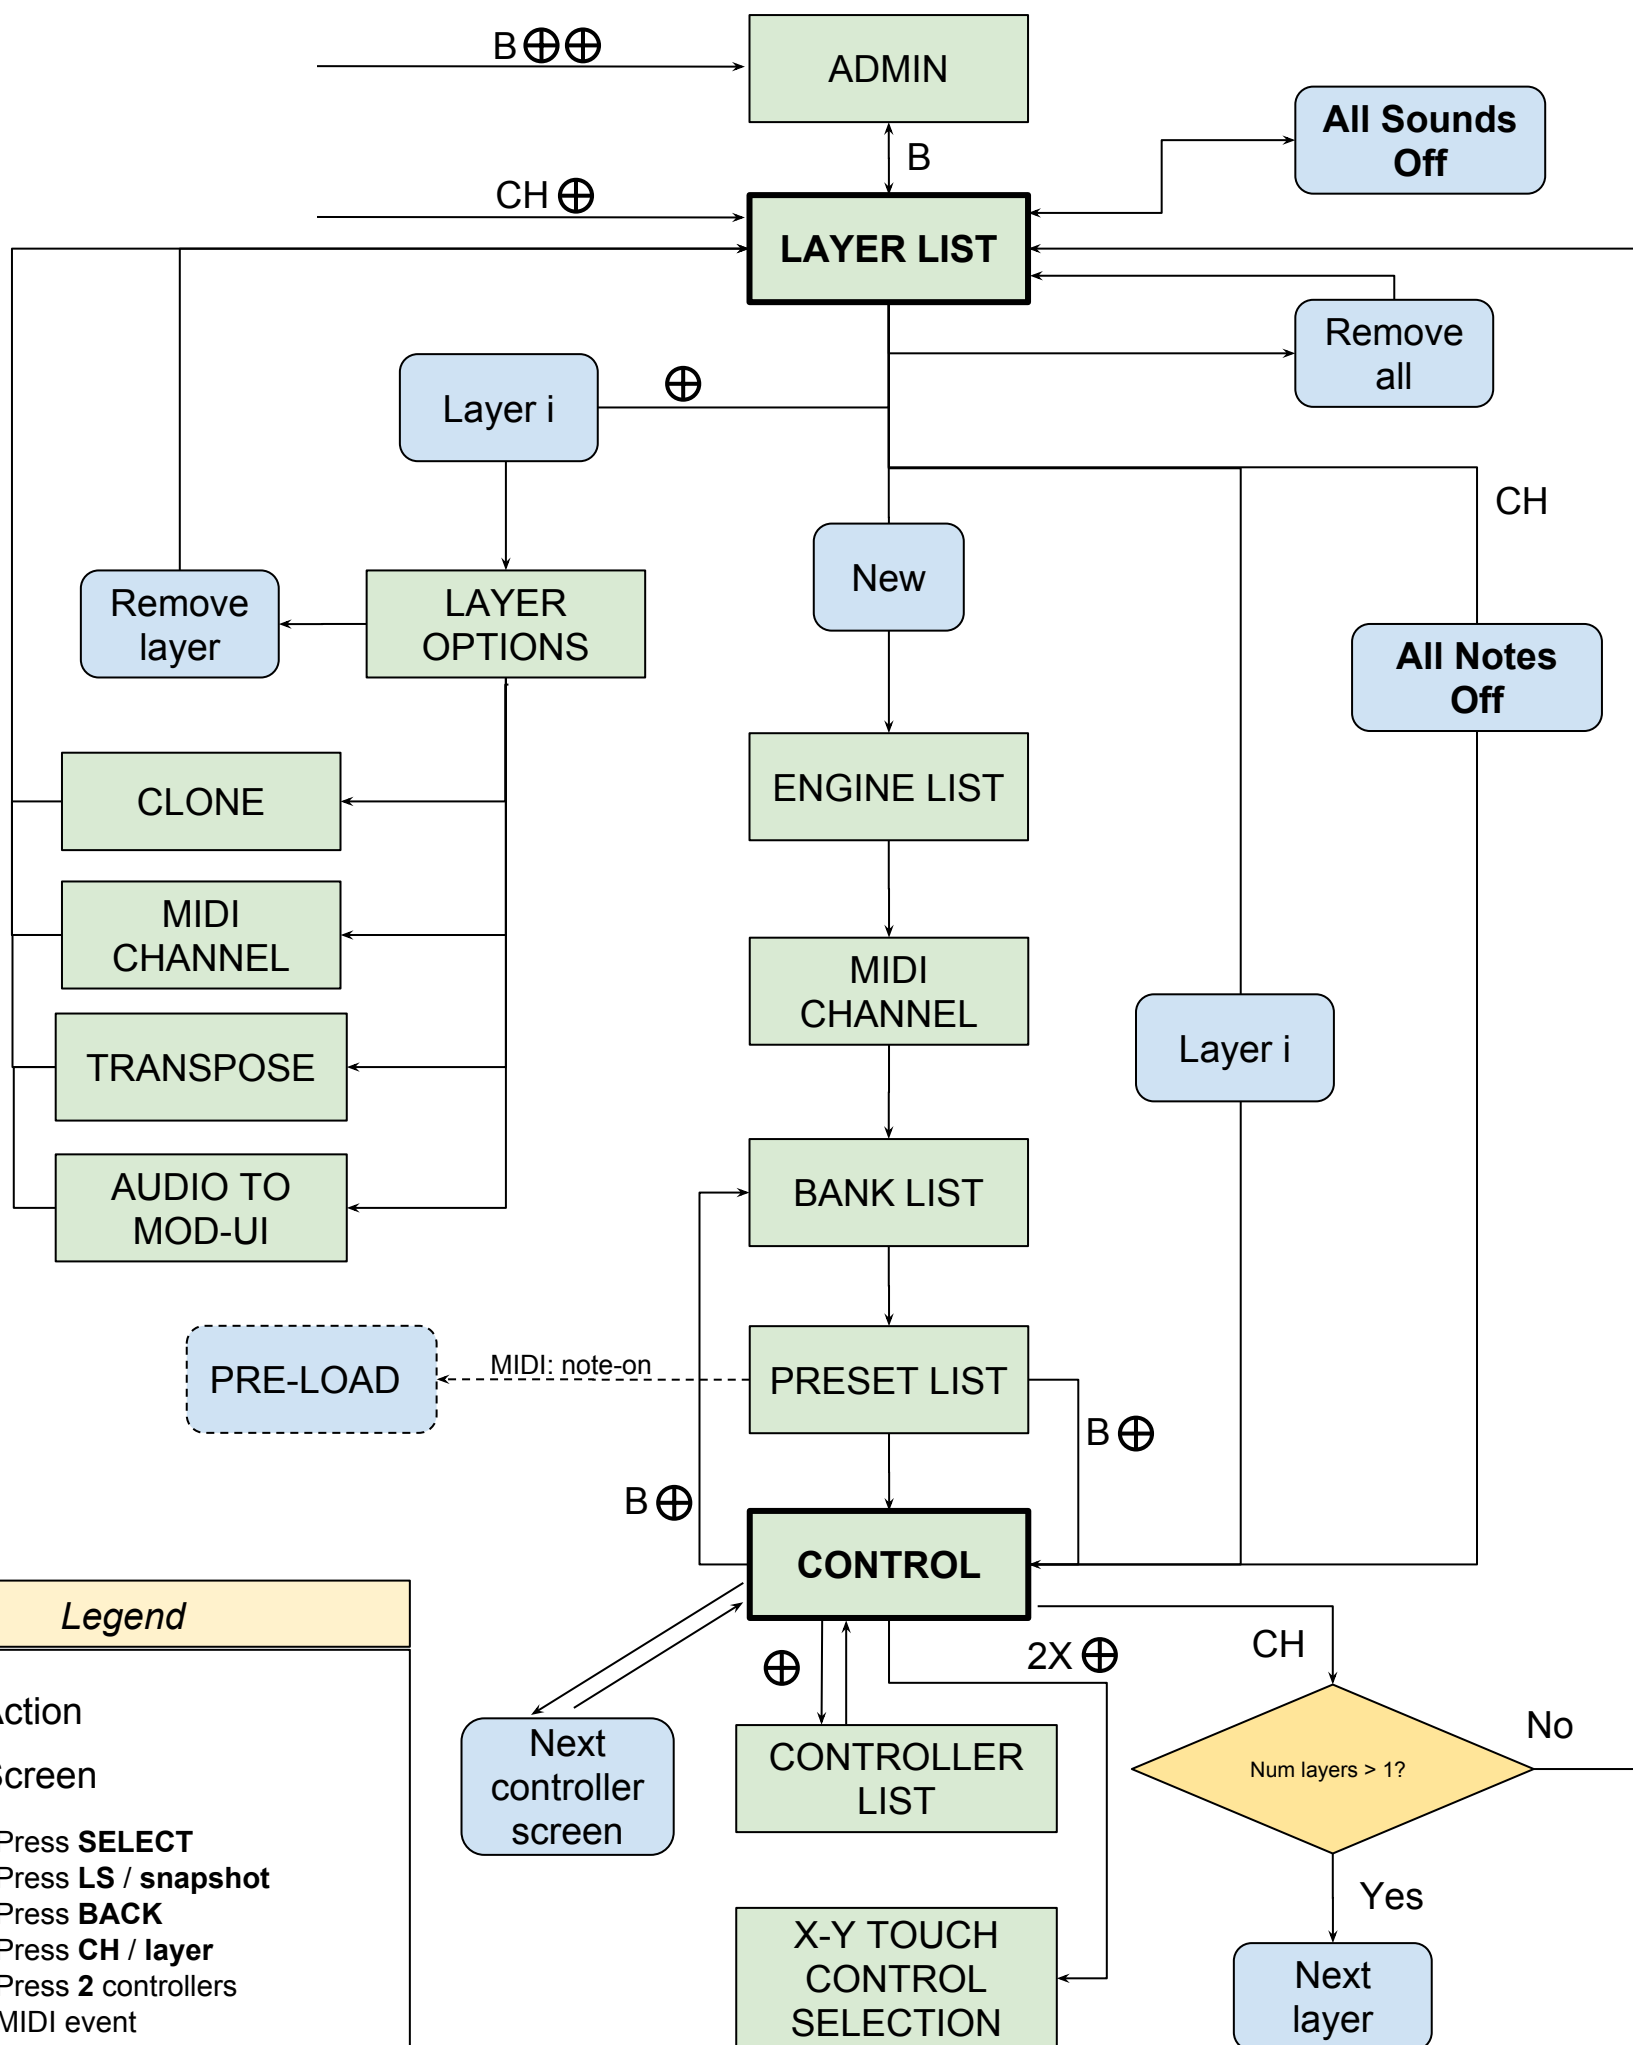 B⊕⊕
ADMIN
B
All Sounds
Off
CH ⊕
LAYER LIST
Remove
all
Layer i
⊕
CH
New
Remove
layer
LAYER
OPTIONS
All Notes
Off
CLONE
ENGINE LIST
MIDI
CHANNEL
MIDI
CHANNEL
Layer i
TRANSPOSE
AUDIO TO
MOD-UI
BANK LIST
PRE-LOAD
MIDI: note-on
PRESET LIST
B⊕
B⊕
CONTROL
Legend
Screen
Press SELECT
Press LS / snapshot
Press BACK
Press CH / layer
Press 2 controllers
MIDI event
⊕
2X ⊕
CH
Next
controller
screen
CONTROLLER
LIST
Num layers > 1?
No
Yes
X-Y TOUCH
CONTROL
SELECTION
Next
layer